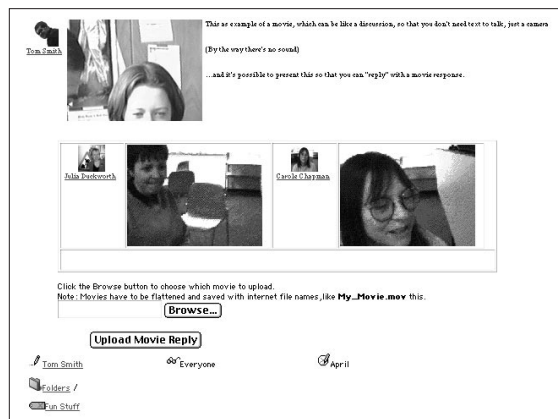 This as example of a movie, which can be like a discussion, so that you don't need text to talk, just a camera
Tom Smith
(By the way there's no sound)
...and it's possible to present this so that you can "reply" with a movie response.
Julia Duckworth
Carole Chapman
Click the Browse button to choose which movie to upload.
Note: Movies have to be flattened and saved with internet file names, like My_Movie.mov this.
Browse...
Upload Movie Reply
Tom Smith
Everyone
April
Folders /
Fun Stuff